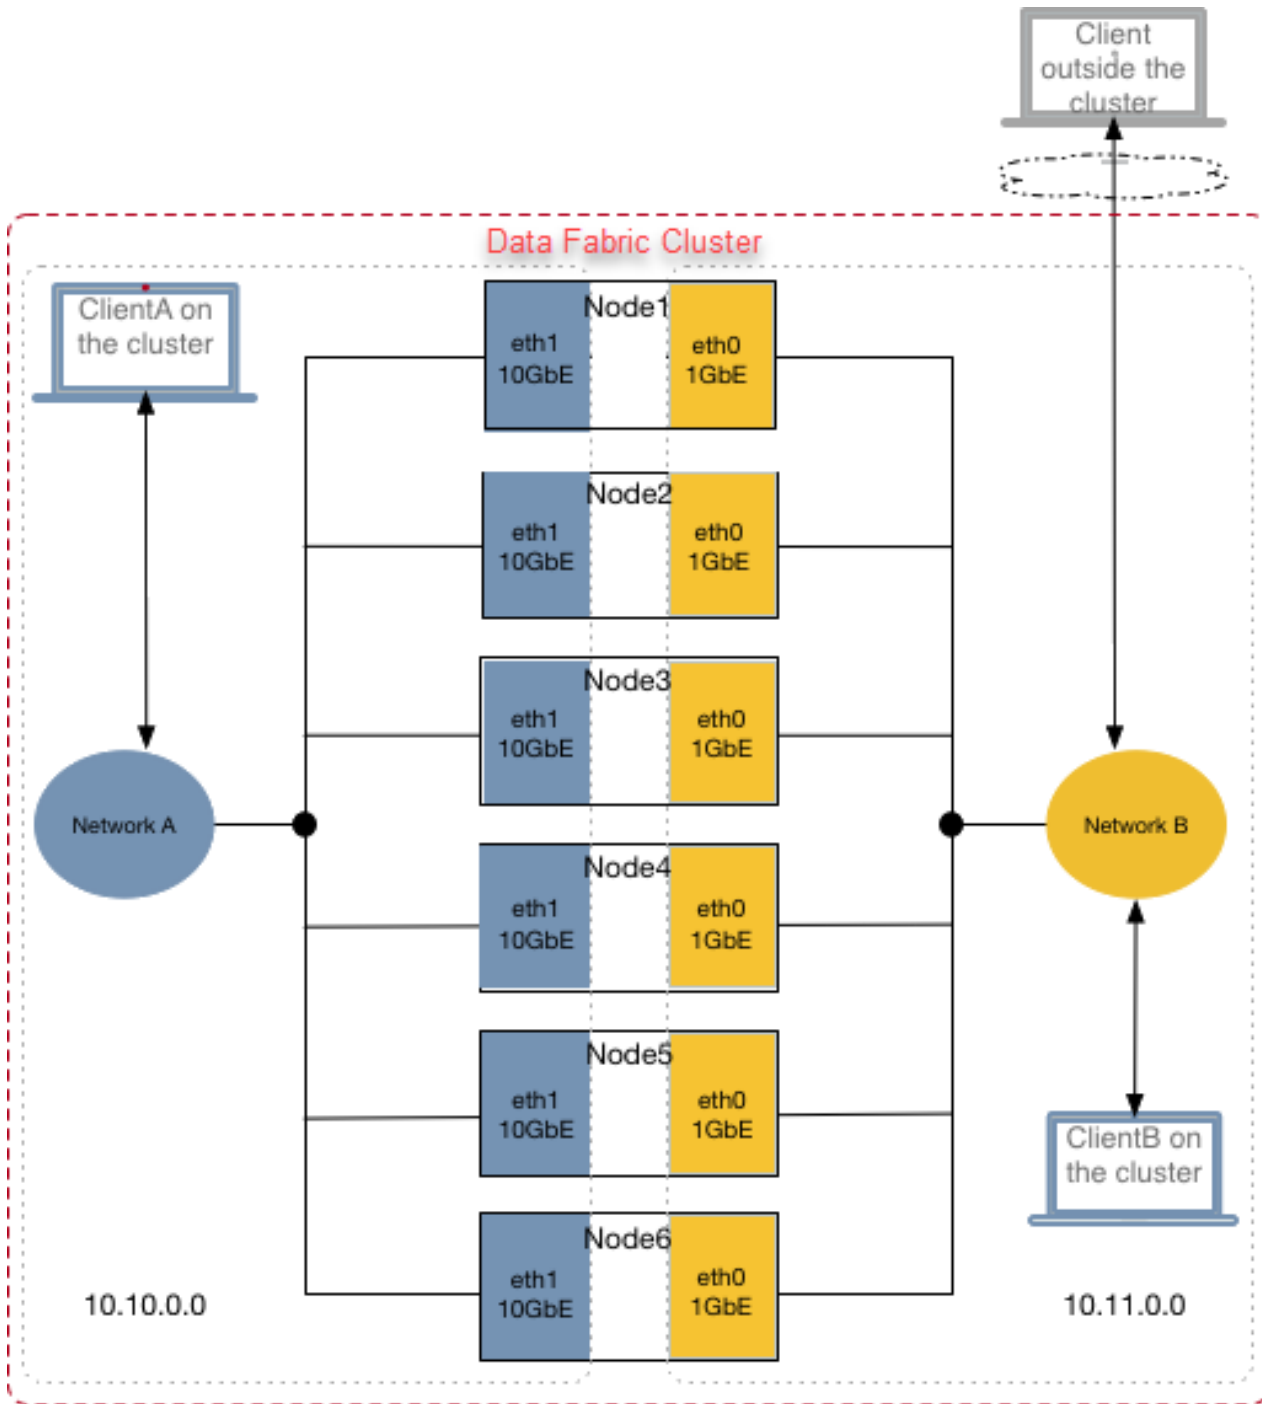 Client
outside the
cluster
Data Fabric Cluster
ClientA on
the cluster
Node1
eth1
10GbE
eth0
1GbE
Node2
eth1
10GbE
eth0
1GbE
Node3
eth1
10GbE
eth0
1GbE
Network A
Network B
Node4
eth1
10GbE
eth0
1GbE
Node5
eth1
10GbE
eth0
1GbE
ClientB on
the cluster
Node6
eth1
10GbE
eth0
1GbE
10.10.0.0
10.11.0.0